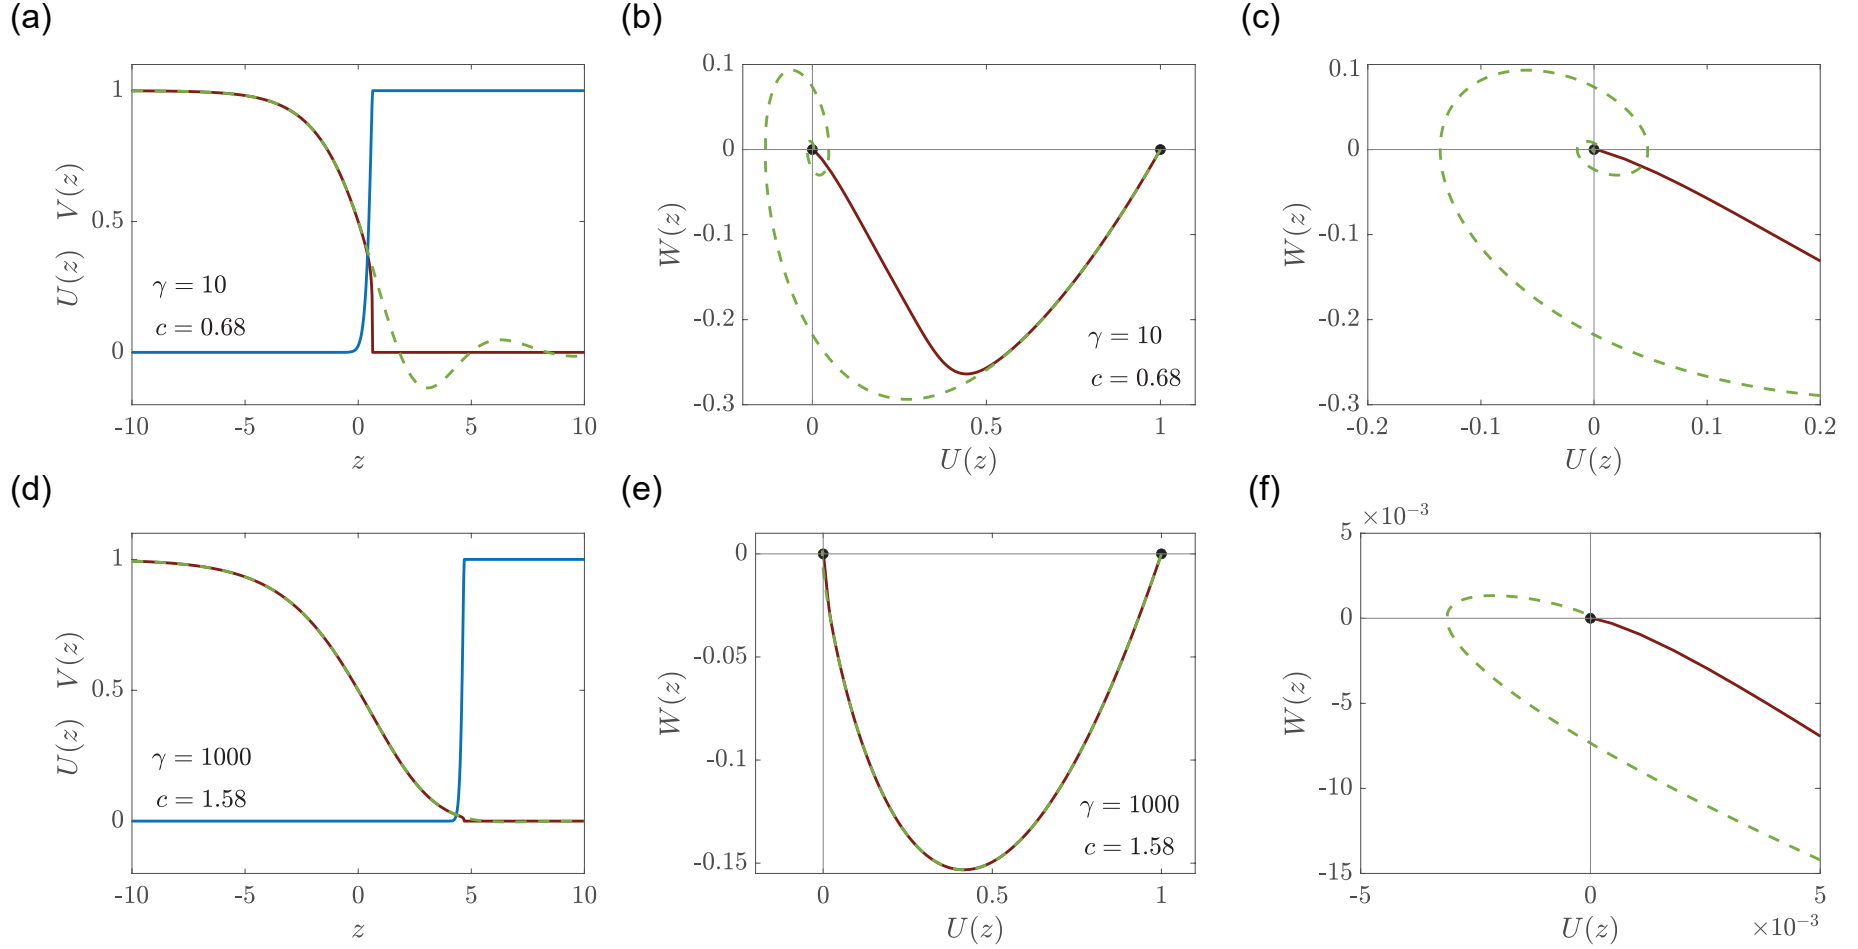 (a)
U(z) V(z)
1
0.5
0
γ = 10
c = 0.68
-10 -5 0 5 10
z
(b)
W(z)
0.1
0
-0.1
-0.2
-0.3
γ = 10
c = 0.68
0 0.5 1
U(z)
(c)
W(z)
0.1
0
-0.1
-0.2
-0.3
-0.2 -0.1 0 0.1 0.2
U(z)
(d)
U(z) V(z)
1
0.5
0
γ = 1000
c = 1.58
-10 -5 0 5 10
z
(e)
W(z)
0
-0.05
-0.1
-0.15
γ = 1000
c = 1.58
0 0.5 1
U(z)
(f)
×10⁻³
W(z)
5
0
-5
-10
-15
-5 0 5
U(z) ×10⁻³